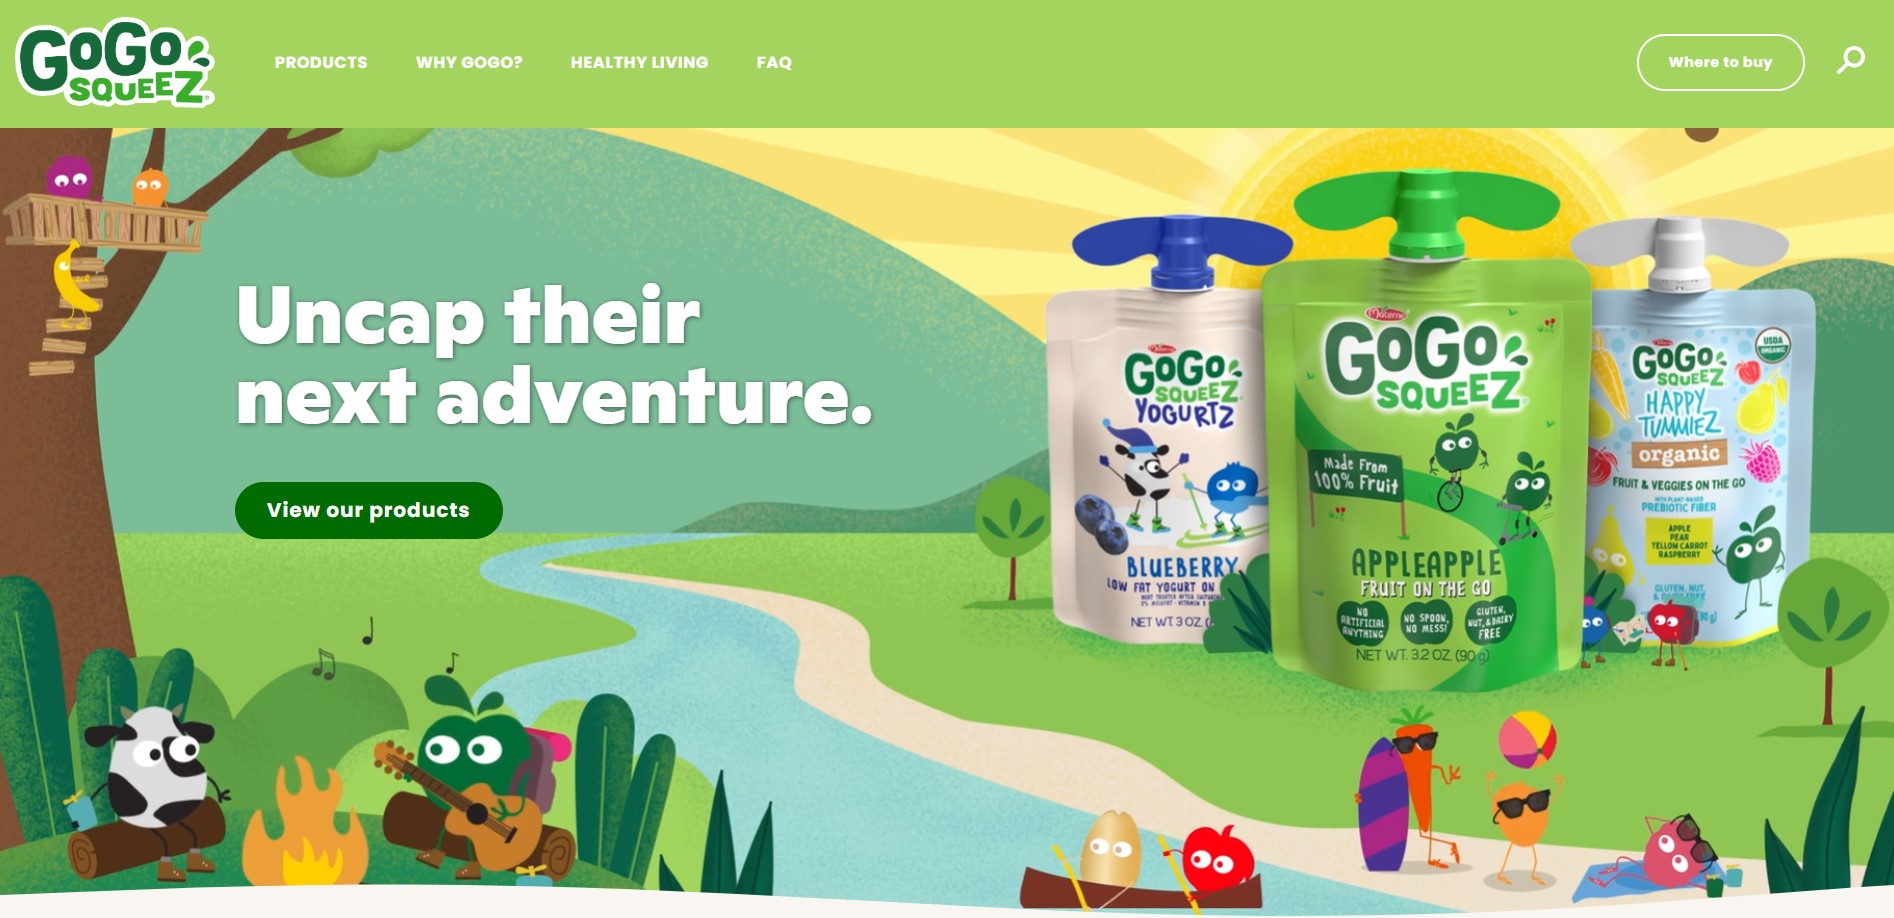 GoGo
SQUEEZ
PRODUCTS
WHY GOGO?
HEALTHY LIVING
FAQ
Where to buy
Uncap their
next adventure.
View our products
Materne
GoGo
SQUEEZ
YOGURTZ
BLUEBERRY
LOW FAT YOGURT ON
NET WT. 3 OZ.
Materne
GoGo
SQUEEZ
Made From
100% Fruit
APPLEAPPLE
FRUIT ON THE GO
NO
ARTIFICIAL
ANYTHING
NO SPOON,
NO MESS!
GLUTEN,
NUT, & DAIRY
FREE
NET WT. 3.2 OZ. (90 g)
USDA
ORGANIC
GoGo
SQUEEZ
HAPPY
TUMMIEZ
organic
FRUIT & VEGGIES ON THE GO
WITH PLANT-BASED
PREBIOTIC FIBER
APPLE
PEAR
YELLOW CARROT
RASPBERRY
GLUTEN, NUT,